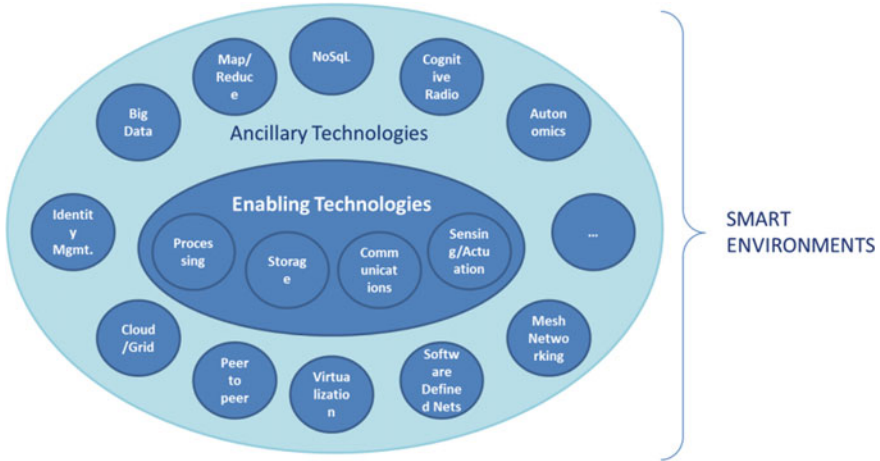 NoSqL
Map/
Reduc
e
Cognit
ive
Radio
Big
Data
Auton
omics
Ancillary Technologies
Identit
y
Mgmt.
Enabling Technologies
Proces
sing
Storag
e
Comm
unicat
ions
Sensin
g/Actu
ation
...
SMART
ENVIRONMENTS
Cloud
/Grid
Peer
to
peer
Virtua
lizatio
n
Softw
are
Define
d Nets
Mesh
Netwo
rking